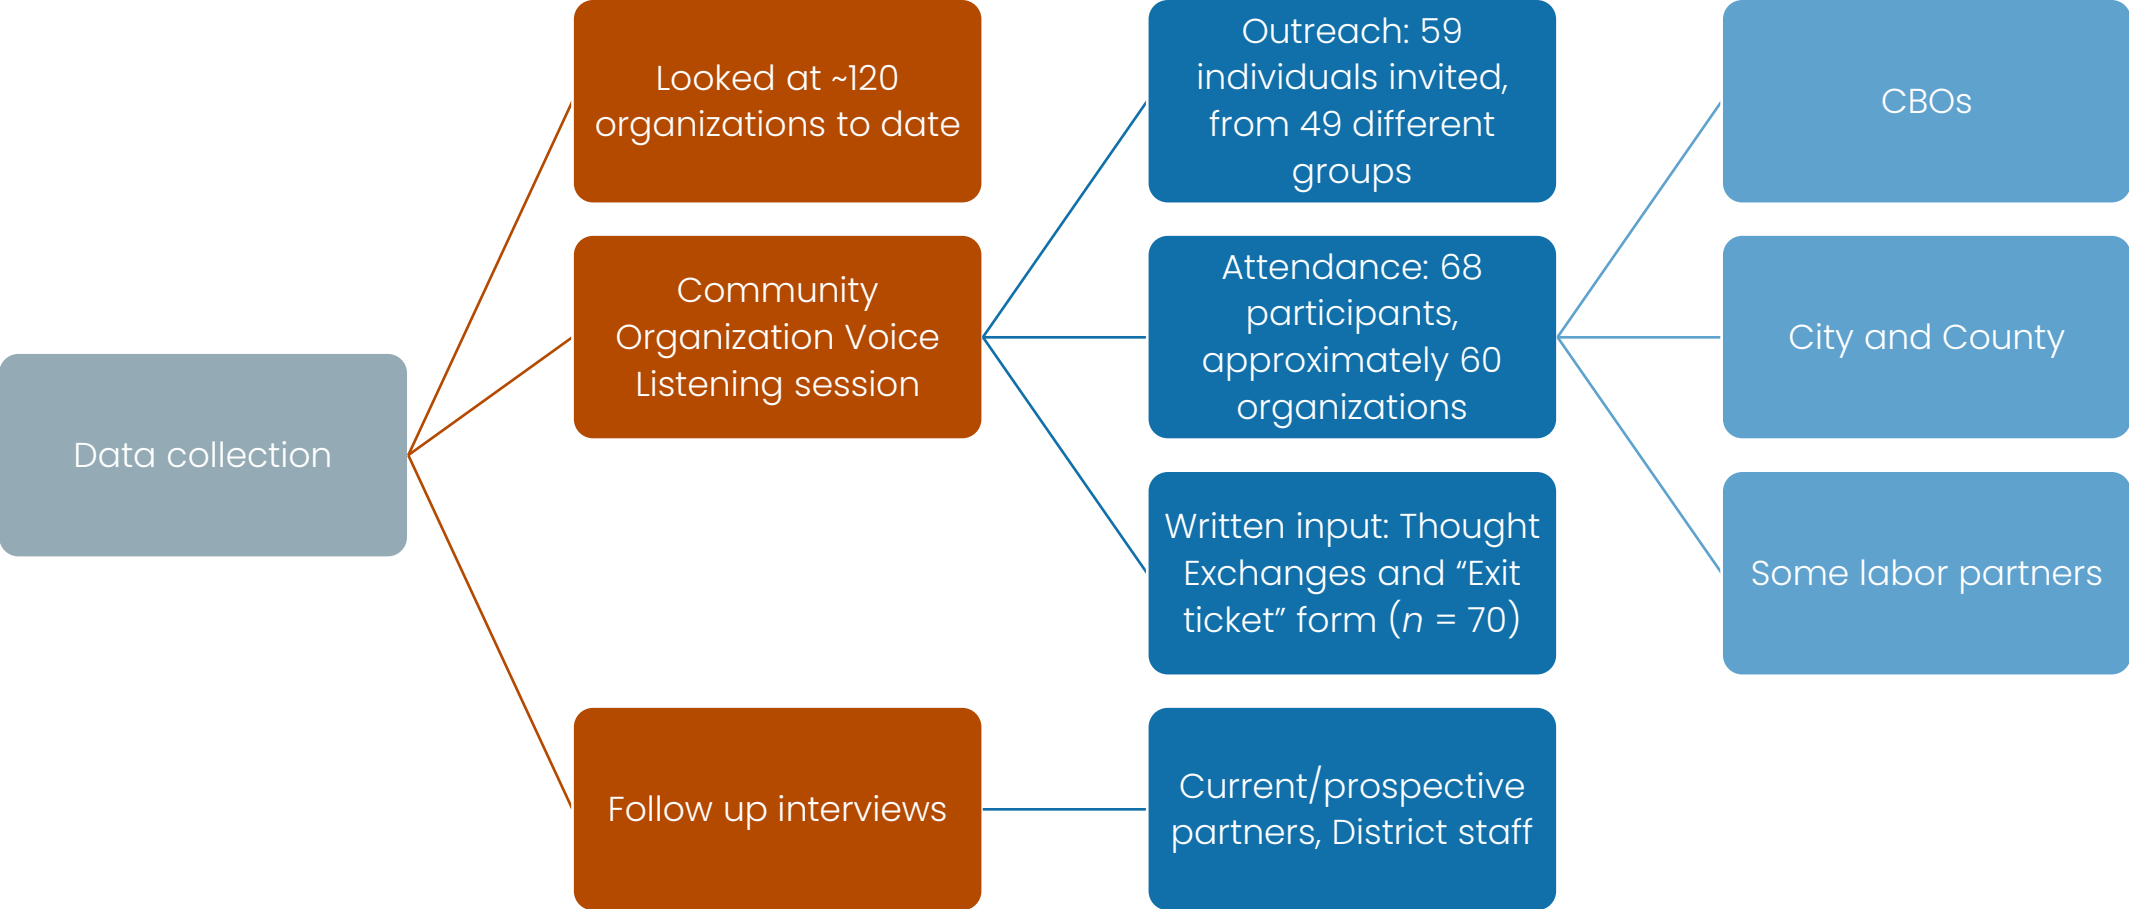 Data collection
Looked at ~120
organizations to date
Community
Organization Voice
Listening session
Follow up interviews
Outreach: 59
individuals invited,
from 49 different
groups
Attendance: 68
participants,
approximately 60
organizations
Written input: Thought
Exchanges and “Exit
ticket” form (n = 70)
Current/prospective
partners, District staff
CBOs
City and County
Some labor partners